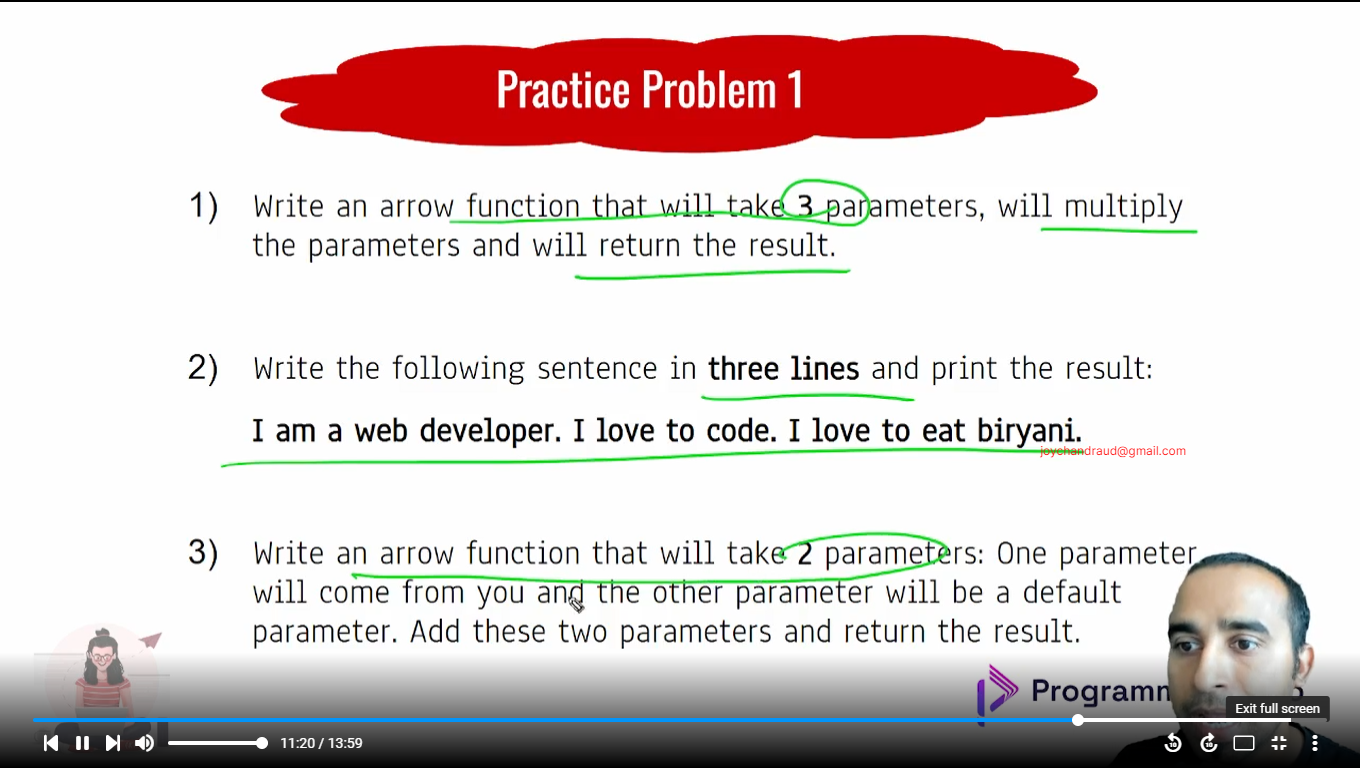 Practice Problem 1
1) Write an arrow function that will take 3 parameters, will multiply
the parameters and will return the result.
2) Write the following sentence in three lines and print the result:
I am a web developer. I love to code. I love to eat biryani.
joychandraud@gmail.com
3) Write an arrow function that will take 2 parameters: One parameter
will come from you and the other parameter will be a default
parameter. Add these two parameters and return the result.
Exit full screen
11:20 / 13:59
10 10